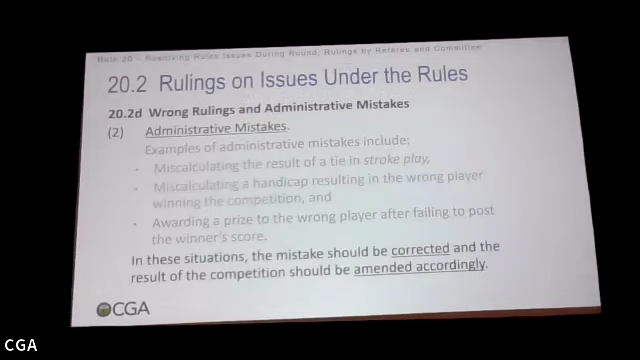 Rule 20 – Resolving Rules Issues During Round; Rulings by Referee and Committee
20.2 Rulings on Issues Under the Rules
20.2d Wrong Rulings and Administrative Mistakes
(2) Administrative Mistakes.
Examples of administrative mistakes include:
• Miscalculating the result of a tie in stroke play,
• Miscalculating a handicap resulting in the wrong player
winning the competition, and
• Awarding a prize to the wrong player after failing to post
the winner's score.
In these situations, the mistake should be corrected and the
result of the competition should be amended accordingly.
CGA
CGA